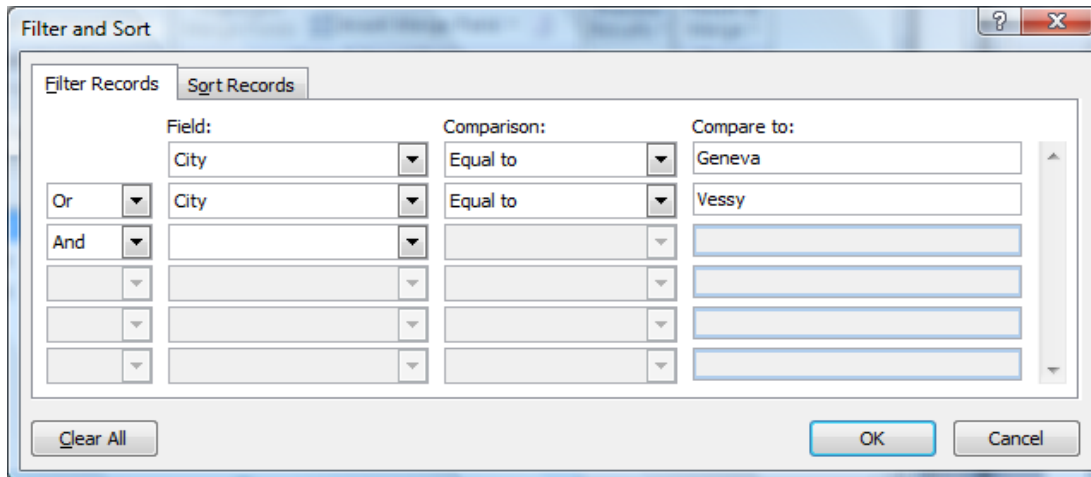 Filter and Sort
Filter Records Sort Records
Field: Comparison: Compare to:
City Equal to Geneva
Or City Equal to Vessy
And
Clear All OK Cancel